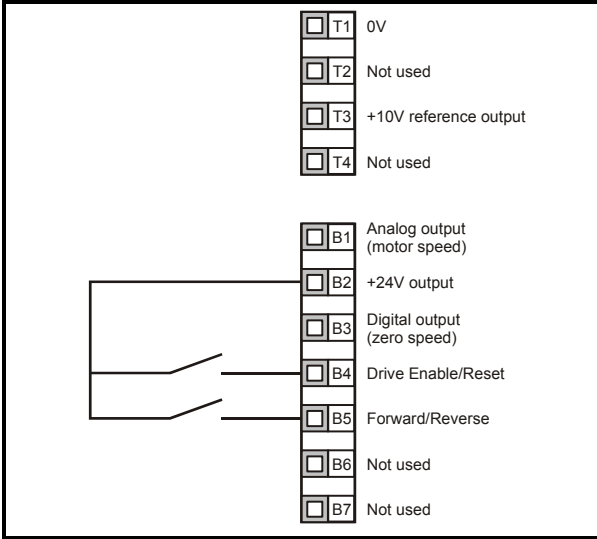 T1 0V
T2 Not used
T3 +10V reference output
T4 Not used
B1 Analog output
(motor speed)
B2 +24V output
B3 Digital output
(zero speed)
B4 Drive Enable/Reset
B5 Forward/Reverse
B6 Not used
B7 Not used